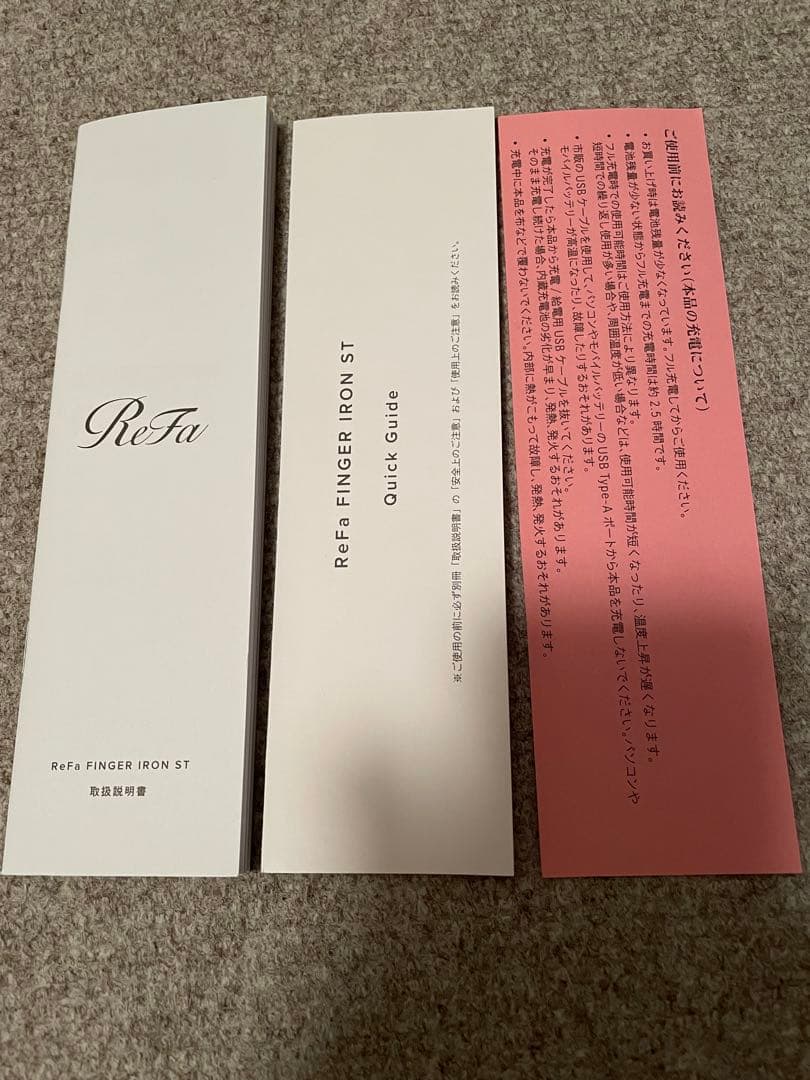 ReFa
ReFa FINGER IRON ST
取扱説明書
ReFa FINGER IRON ST
Quick Guide
※ご使用の前に必ず別冊「取扱説明書」の「安全上のご注意」および「使用上のご注意」をお読みください。
ご使用前にお読みください(本品の充電について)
• お買い上げ時は電池残量が少なくなっています。フル充電してからご使用ください。
• 電池残量が少ない状態からフル充電までの充電時間は約 2.5 時間です。
• フル充電時での使用可能時間はご使用方法により異なります。
短時間での繰り返し使用が多い場合や、周囲温度が低い場合などは、使用可能時間が短くなったり、温度上昇が遅くなります。
• 市販の USB ケーブルを使用して、パソコンやモバイルバッテリーの USB Type-A ポートから本品を充電しないでください。パソコンや
モバイルバッテリーが高温になったり、故障したりするおそれがあります。
• 充電が完了したら本品から充電 / 給電用 USB ケーブルを抜いてください。
そのまま充電し続けた場合、内蔵充電池の劣化が早まり、発熱、発火するおそれがあります。
• 充電中に本品を布などで覆わないでください。内部に熱がこもって故障し、発熱、発火するおそれがあります。